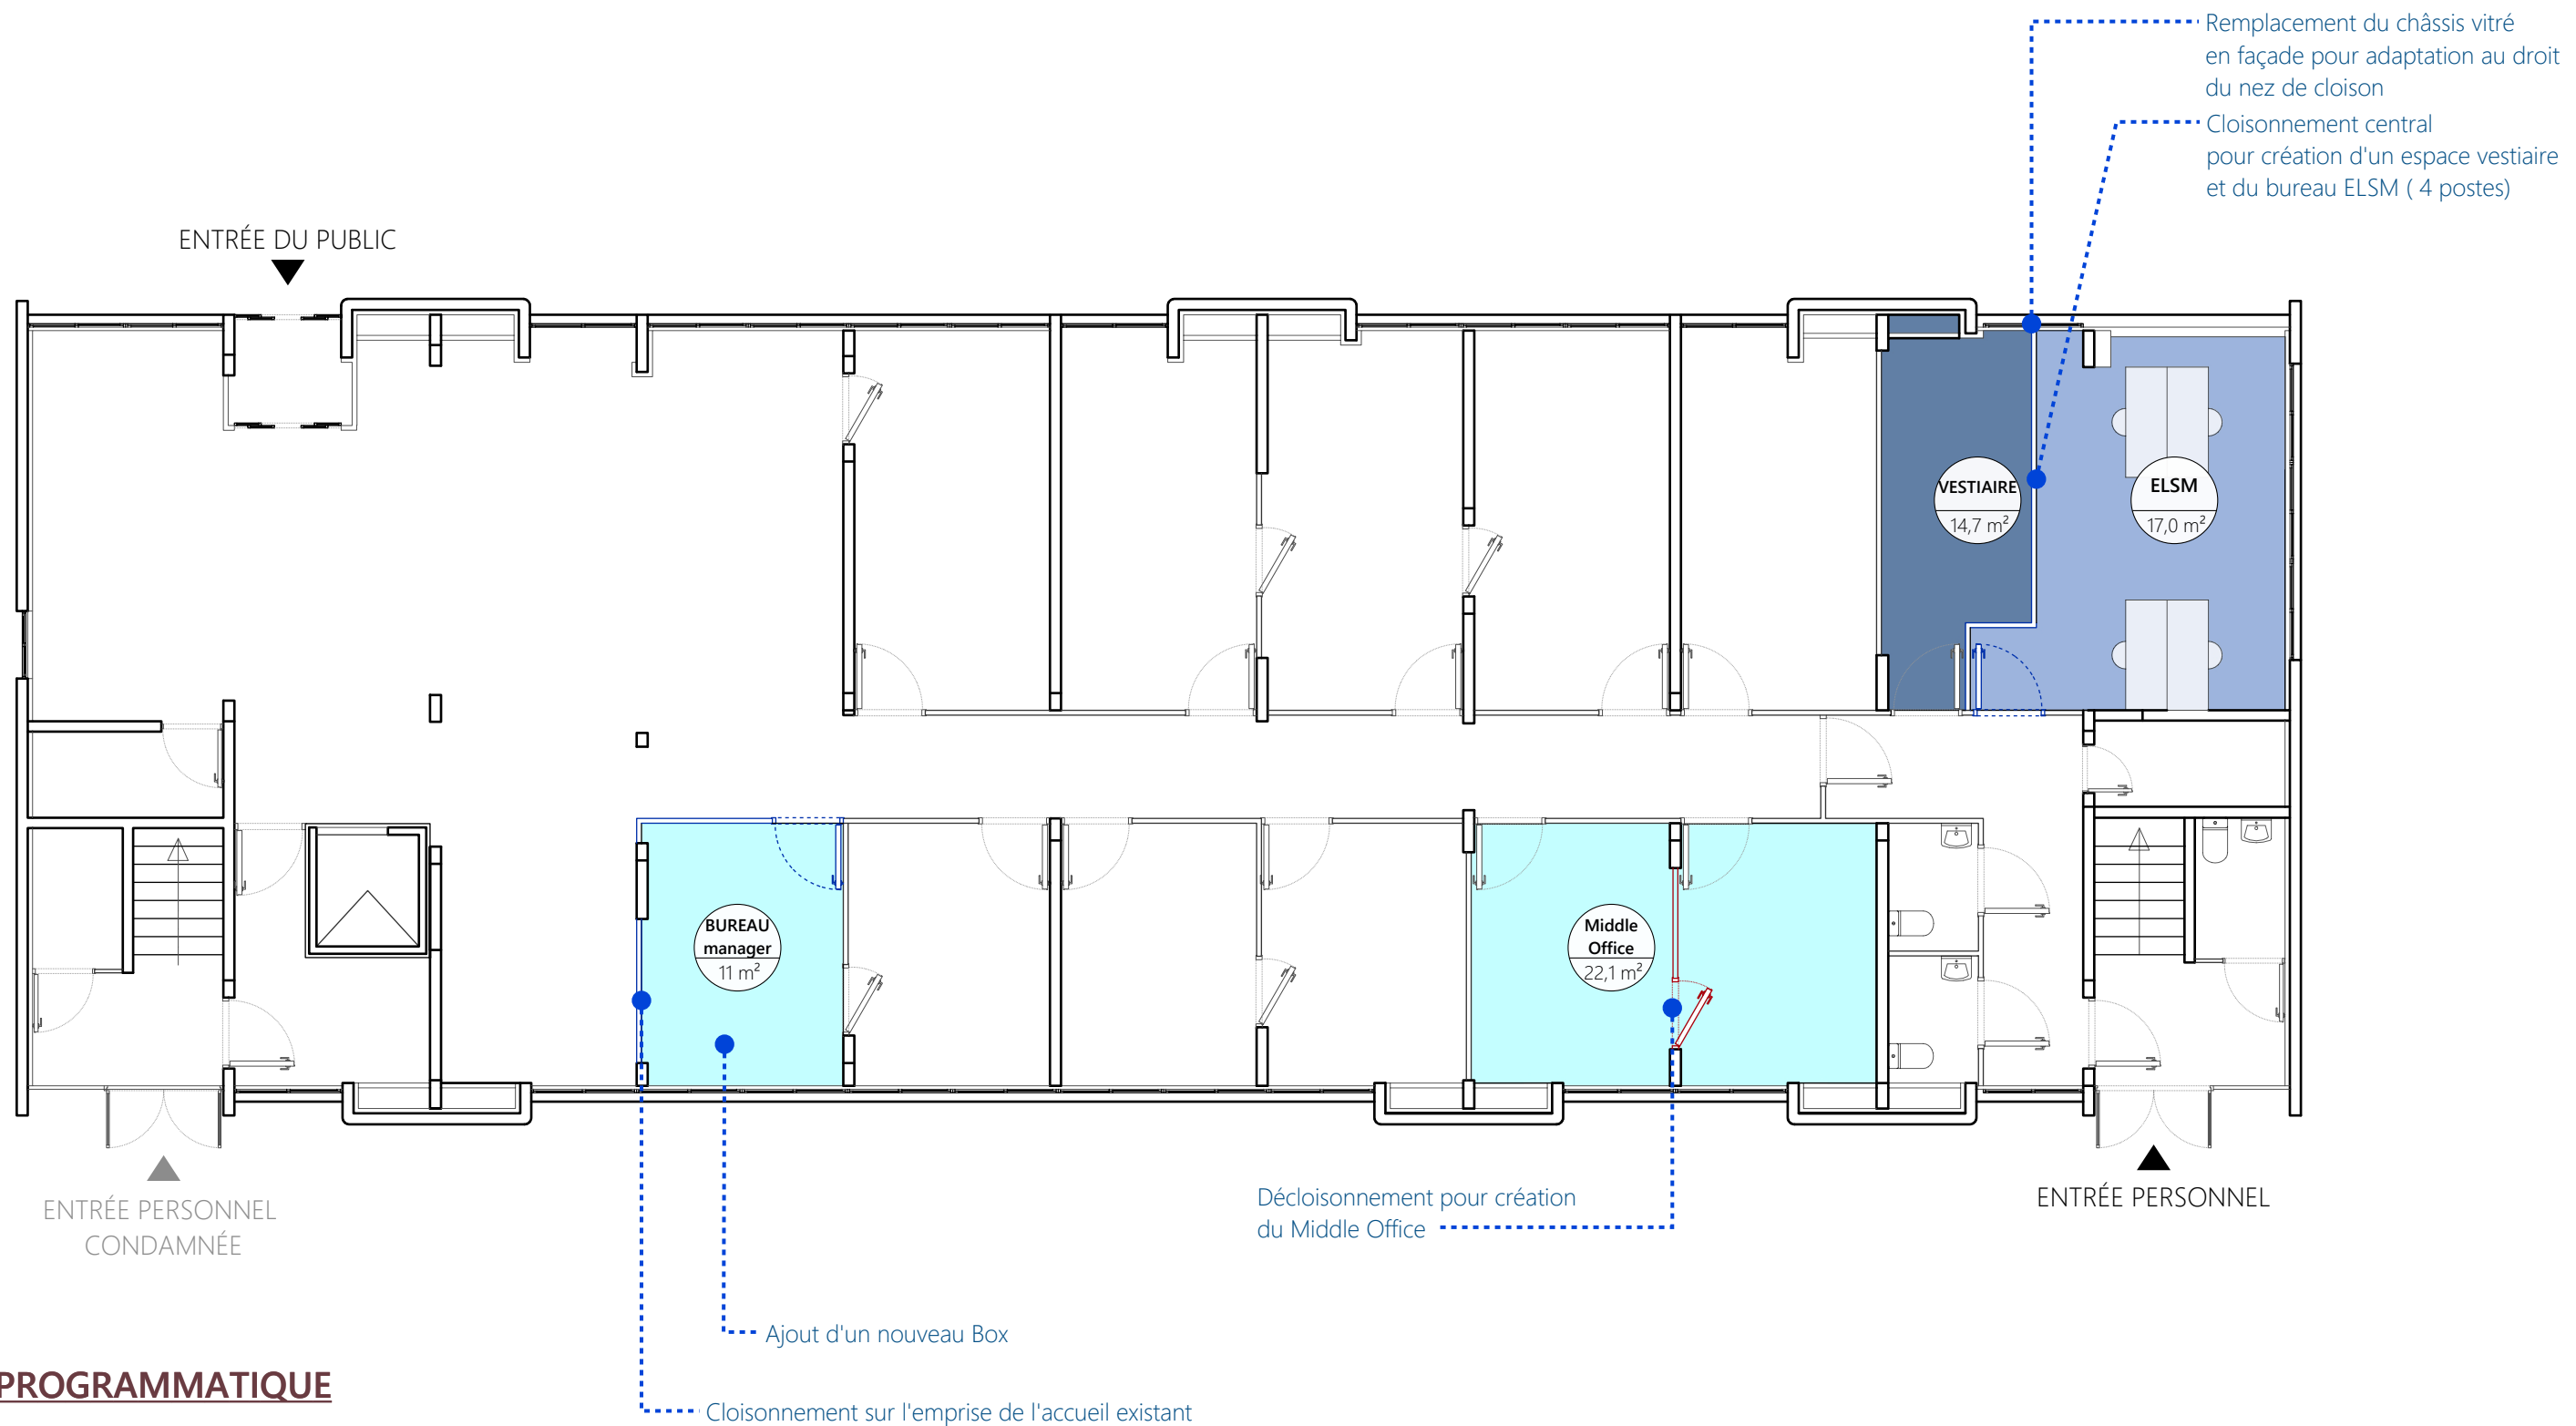 Remplacement du châssis vitré
en façade pour adaptation au droit
du nez de cloison
Cloisonnement central
pour création d'un espace vestiaire
et du bureau ELSM ( 4 postes)
ENTRÉE DU PUBLIC
VESTIAIRE
14,7 m²
ELSM
17,0 m²
BUREAU
manager
11 m²
Middle
Office
22,1 m²
ENTRÉE PERSONNEL
CONDAMNÉE
Décloisonnement pour création
du Middle Office
ENTRÉE PERSONNEL
Ajout d'un nouveau Box
PROGRAMMATIQUE
Cloisonnement sur l'emprise de l'accueil existant